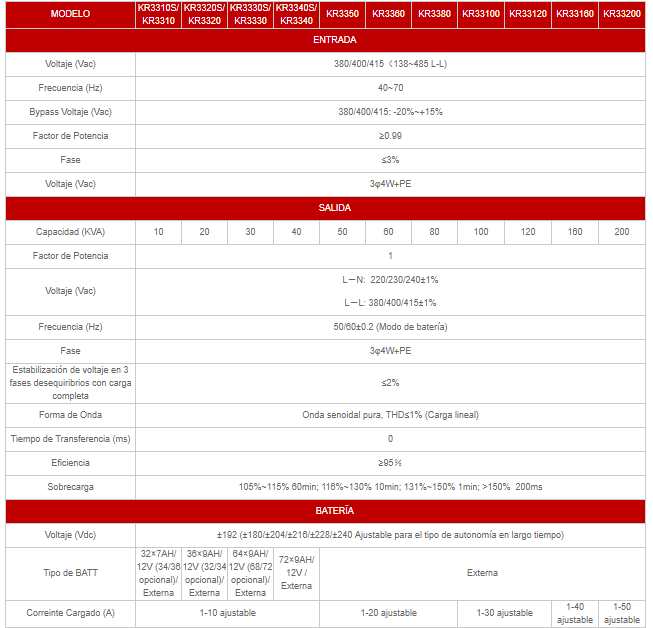 MODELO KR3310S/ KR3310 KR3320S/ KR3320 KR3330S/ KR3330 KR3340S/ KR3340 KR3350 KR3360 KR3380 KR33100 KR33120 KR33160 KR33200
ENTRADA
Voltaje (Vac) 380/400/415（138~485 L-L)
Frecuencia (Hz) 40~70
Bypass Voltaje (Vac) 380/400/415: -20%~+15%
Factor de Potencia ≥0.99
Fase ≤3%
Voltaje (Vac) 3φ4W+PE
SALIDA
Capacidad (KVA) 10 20 30 40 50 60 80 100 120 160 200
Factor de Potencia 1
Voltaje (Vac) L—N: 220/230/240±1%
L—L: 380/400/415±1%
Frecuencia (Hz) 50/60±0.2 (Modo de batería)
Fase 3φ4W+PE
Estabilización de voltaje en 3
fases desequiribrios con carga
completa ≤2%
Forma de Onda Onda senoidal pura, THD≤1% (Carga lineal)
Tiempo de Transferencia (ms) 0
Eficiencia ≥95％
Sobrecarga 105%~115% 60min; 116%~130% 10min; 131%~150% 1min; >150% 200ms
BATERÍA
Voltaje (Vdc) ±192 (±180/±204/±216/±228/±240 Ajustable para el tipo de autonomía en largo tiempo)
Tipo de BATT 32×7AH/ 12V (34/36 opcional)/ Externa 36×9AH/ 12V (32/34 opcional)/ Externa 64×9AH/ 12V (68/72 opcional)/ Externa 72×9AH/ 12V / Externa Externa
Correinte Cargado (A) 1-10 ajustable 1-20 ajustable 1-30 ajustable 1-40 ajustable 1-50 ajustable